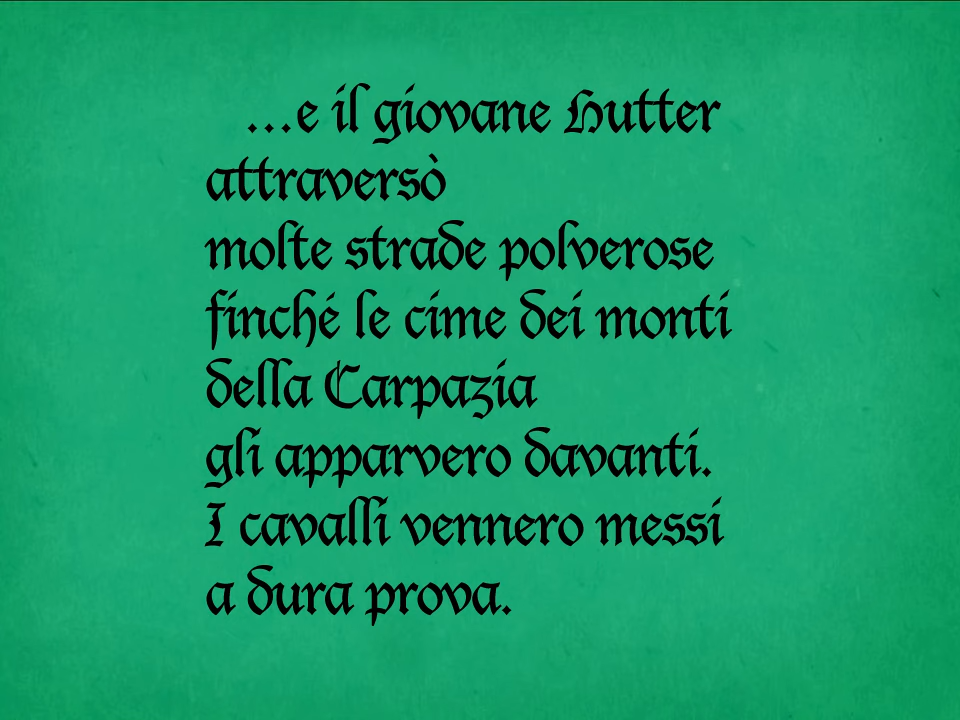 ...e il giovane Hutter
attraversò
molte strade polverose
finché le cime dei monti
della Carpazia
gli apparvero davanti.
I cavalli vennero messi
a dura prova.